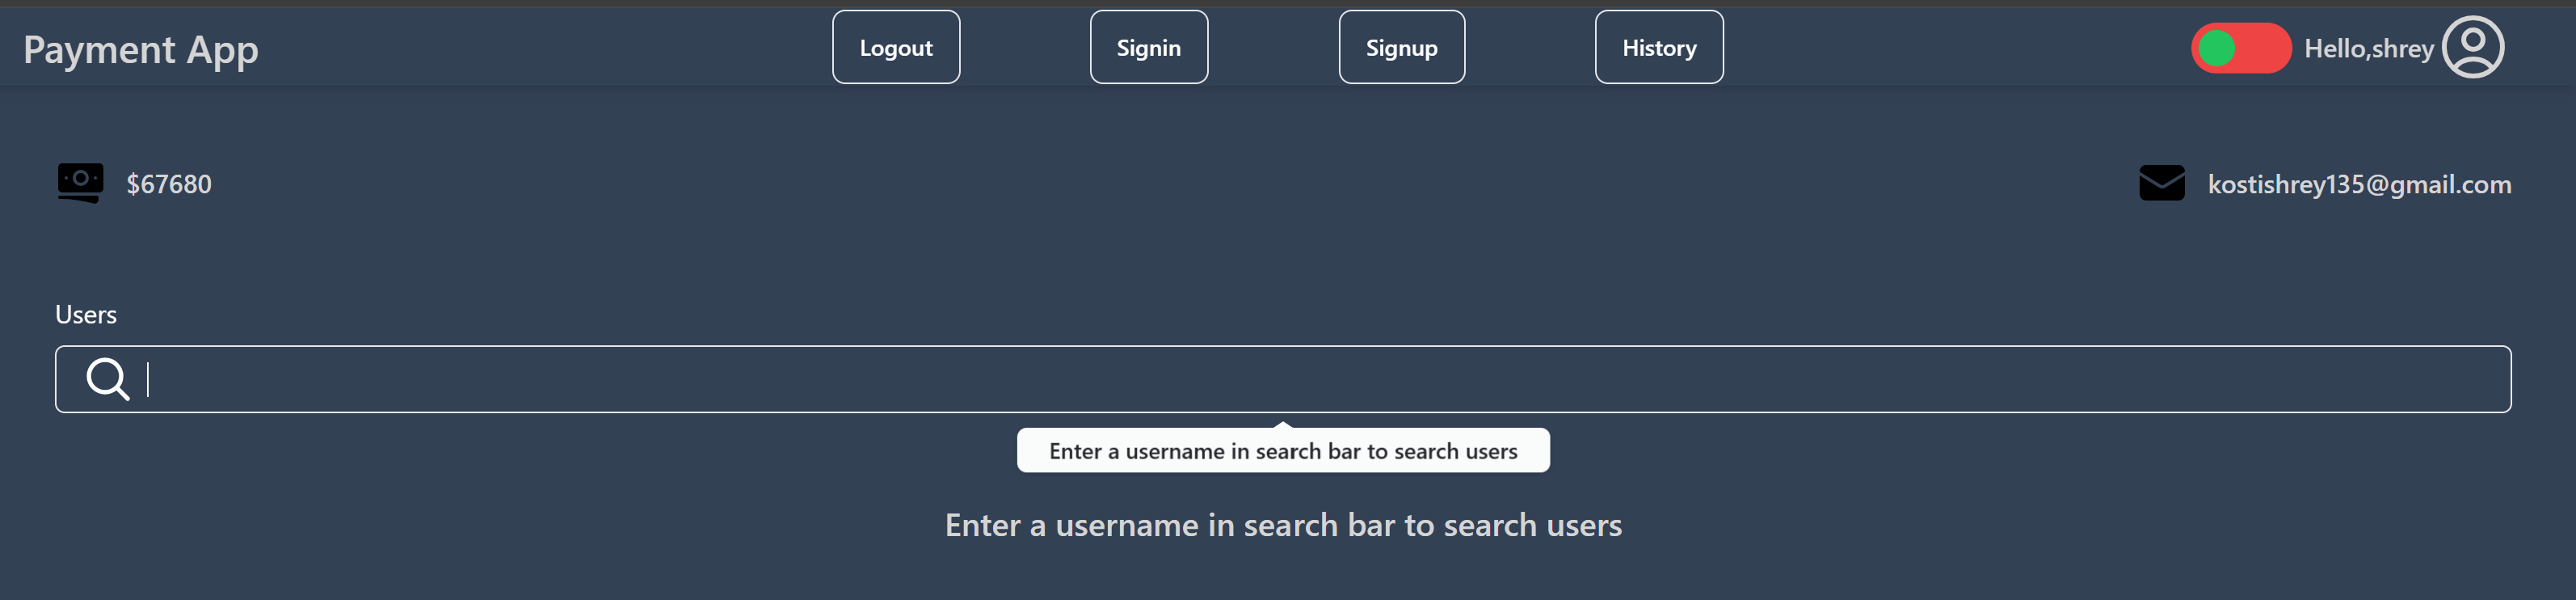 Payment App
Logout
Signin
Signup
History
Hello,shrey
$67680
kostishrey135@gmail.com
Users
Enter a username in search bar to search users
Enter a username in search bar to search users